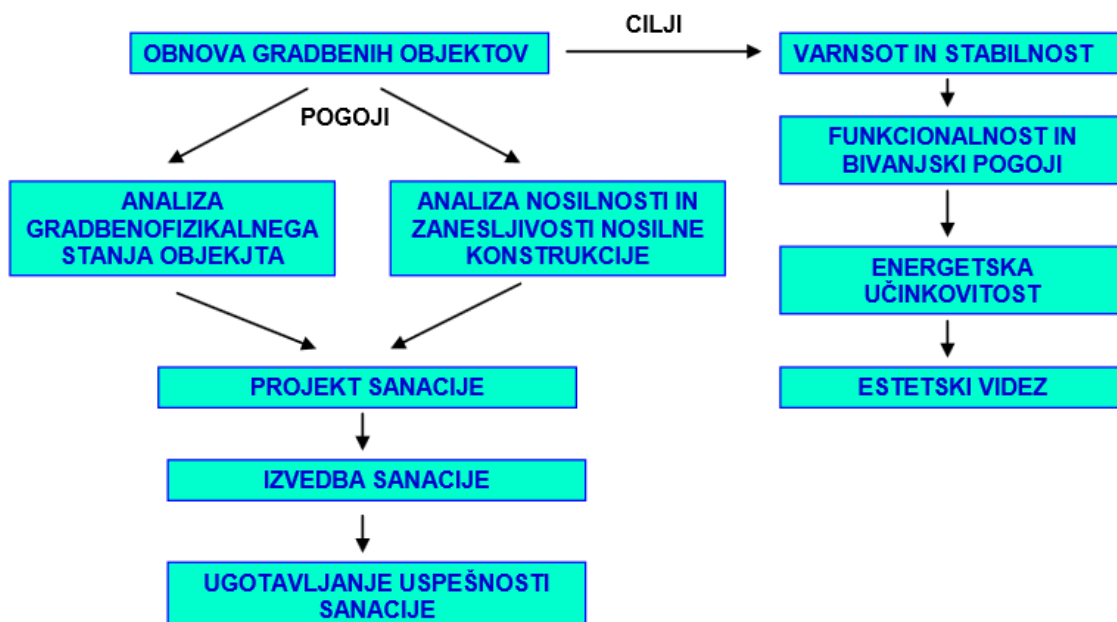 CILJI
OBNOVA GRADBENIH OBJEKTOV
VARNSOT IN STABILNOST
POGOJI
FUNKCIONALNOST IN
BIVANJSKI POGOJI
ANALIZA
GRADBENOFIZIKALNEGA
STANJA OBJEKJTA
ANALIZA NOSILNOSTI IN
ZANESLJIVOSTI NOSILNE
KONSTRUKCIJE
ENERGETSKA
UČINKOVITOST
PROJEKT SANACIJE
ESTETSKI VIDEZ
IZVEDBA SANACIJE
UGOTAVLJANJE USPEŠNOSTI
SANACIJE